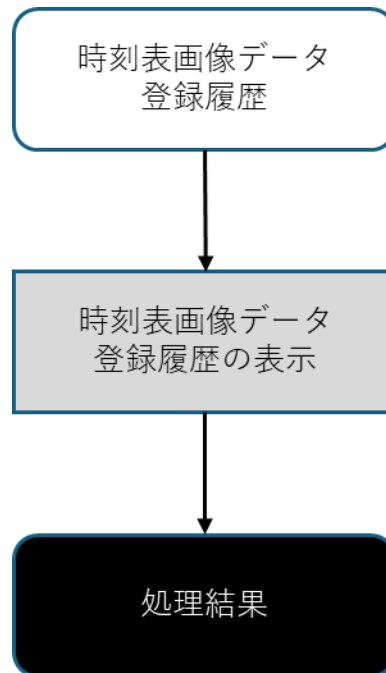 時刻表画像データ
登録履歴
時刻表画像データ
登録履歴の表示
処理結果